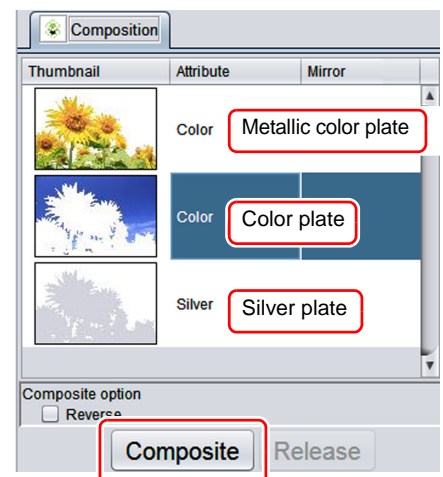 Composition
Thumbnail Attribute Mirror
Color Metallic color plate
Color Color plate
Silver Silver plate
Composite option
Reverse
Composite Release